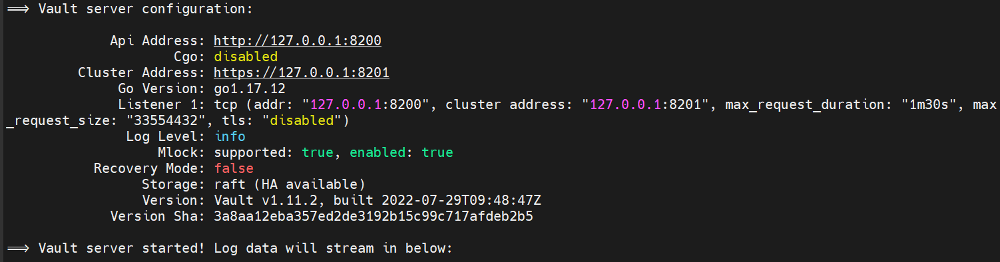 ==> Vault server configuration:
Api Address: http://127.0.0.1:8200
Cgo: disabled
Cluster Address: https://127.0.0.1:8201
Go Version: go1.17.12
Listener 1: tcp (addr: "127.0.0.1:8200", cluster address: "127.0.0.1:8201", max_request_duration: "1m30s", max
_request_size: "33554432", tls: "disabled")
Log Level: info
Mlock: supported: true, enabled: true
Recovery Mode: false
Storage: raft (HA available)
Version: Vault v1.11.2, built 2022-07-29T09:48:47Z
Version Sha: 3a8aa12eba357ed2de3192b15c99c717afdeb2b5
==> Vault server started! Log data will stream in below: